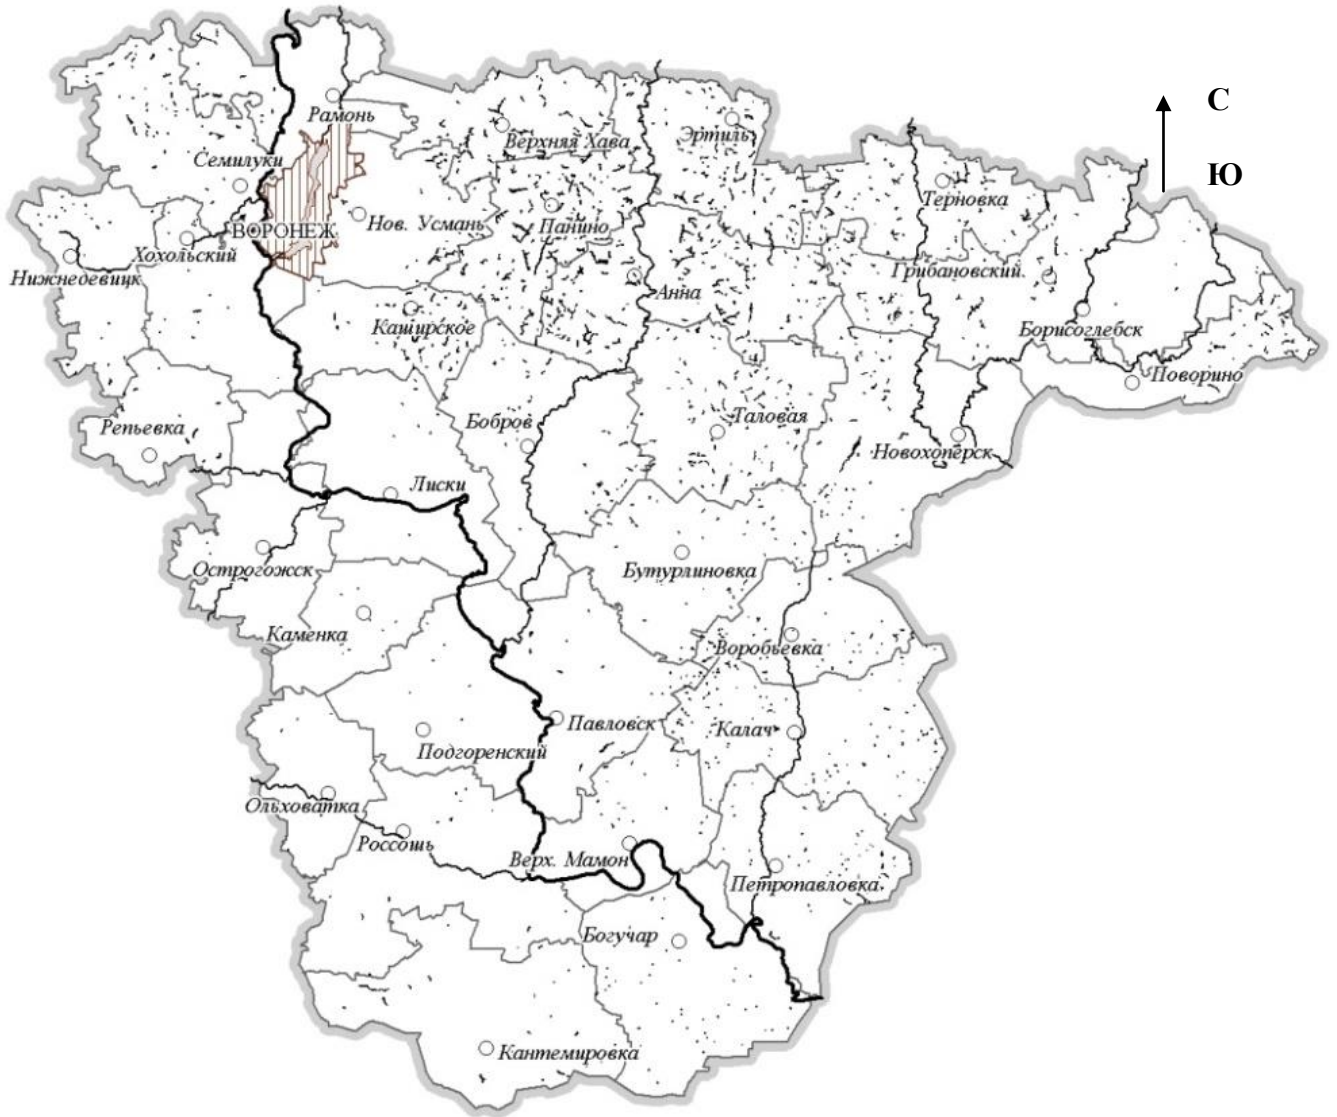 С
Рамонь
Верхняя Хава
Эртиль
Семилуки
Ю
Терновка
ВОРОНЕЖ
Нов. Усмань
Панино
Хохольский
Нижнедевицк
Грибановский
Анна
Каширское
Борисоглебск
Поворино
Репьевка
Бобров
Таловая
Новохоперск
Лиски
Острогожск
Бутурлиновка
Каменка
Воробьевка
Павловск
Калач
Подгоренский
Ольховатка
Россошь
Верх. Мамон
Петропавловка
Богучар
Кантемировка